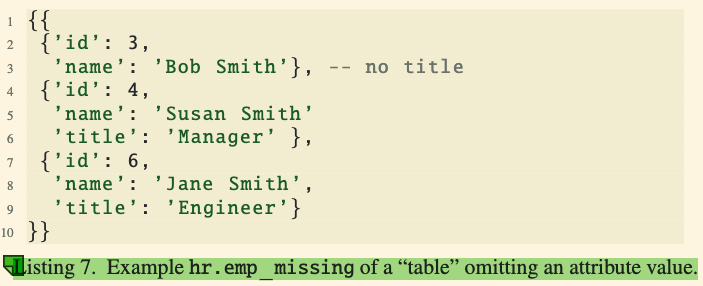 1 {{
2 {'id': 3,
3 'name': 'Bob Smith'}, -- no title
4 {'id': 4,
5 'name': 'Susan Smith'
6 'title': 'Manager' },
7 {'id': 6,
8 'name': 'Jane Smith',
9 'title': 'Engineer'}
10 }}
Listing 7. Example hr.emp_missing of a “table” omitting an attribute value.